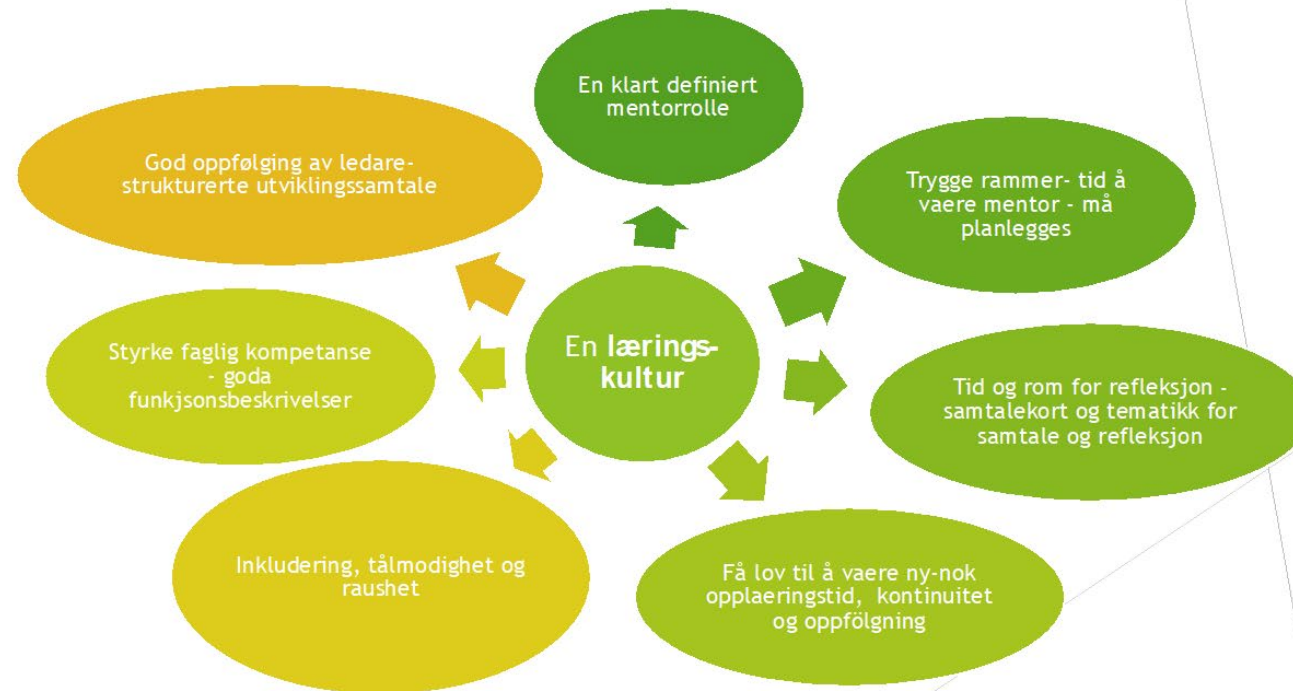 En klart definiert
mentorrolle
God oppfølging av ledare-
strukturerte utviklingssamtale
Trygge rammer- tid å
vaere mentor - må
planlegges
En lærings-
kultur
Styrke faglig kompetanse
- goda
funkjsonsbeskrivelser
Tid og rom for refleksjon -
samtalekort og tematikk for
samtale og refleksjon
Inkludering, tålmodighet og
raushet
Få lov til å vaere ny-nok
opplaeringstid, kontinuitet
og oppfölgning